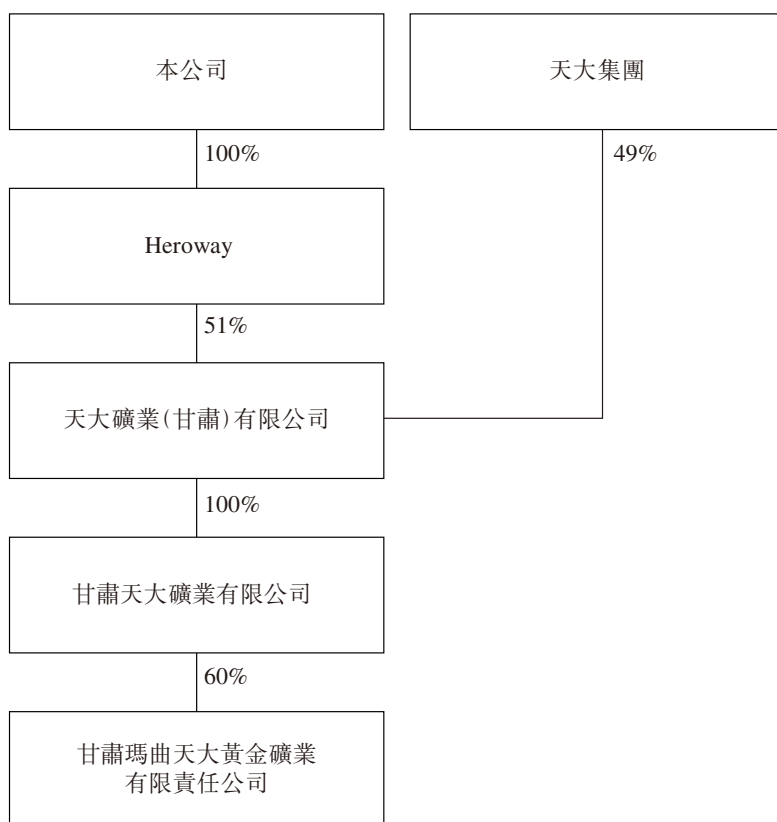 本公司
天大集團
100%
49%
Heroway
51%
天大礦業(甘肅)有限公司
100%
甘肅天大礦業有限公司
60%
甘肅瑪曲天大黃金礦業
有限責任公司